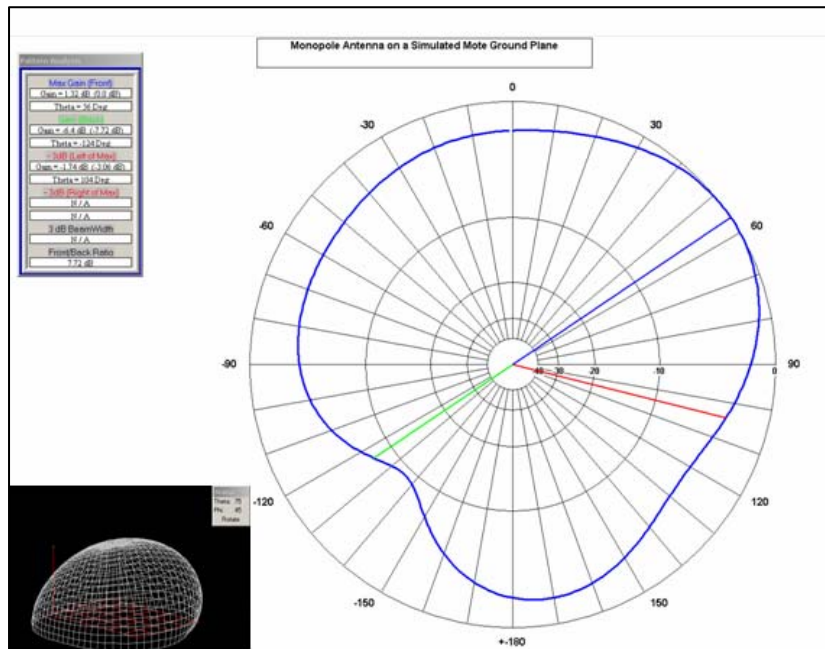 Monopole Antenna on a Simulated Mote Ground Plane
Pattern Analysis
Max Gain (Front)
Gain = 1.32 dB (0.0 dB)
Theta = 56 Deg
Gain = -6.4 dB (-7.72 dB)
Theta = -124 Deg
-3dB (Left of Max)
Gain = -1.74 dB (-3.06 dB)
Theta = 104 Deg
-3dB (Right of Max)
N / A
N / A
3 dB BeamWidth
N / A
Front/Back Ratio
7.72 dB
0
-30
30
-60
60
-90
-40
-30
-20
-10
0
90
-120
120
-150
150
+-180
Theta: 75
Phi: 45
Rotate